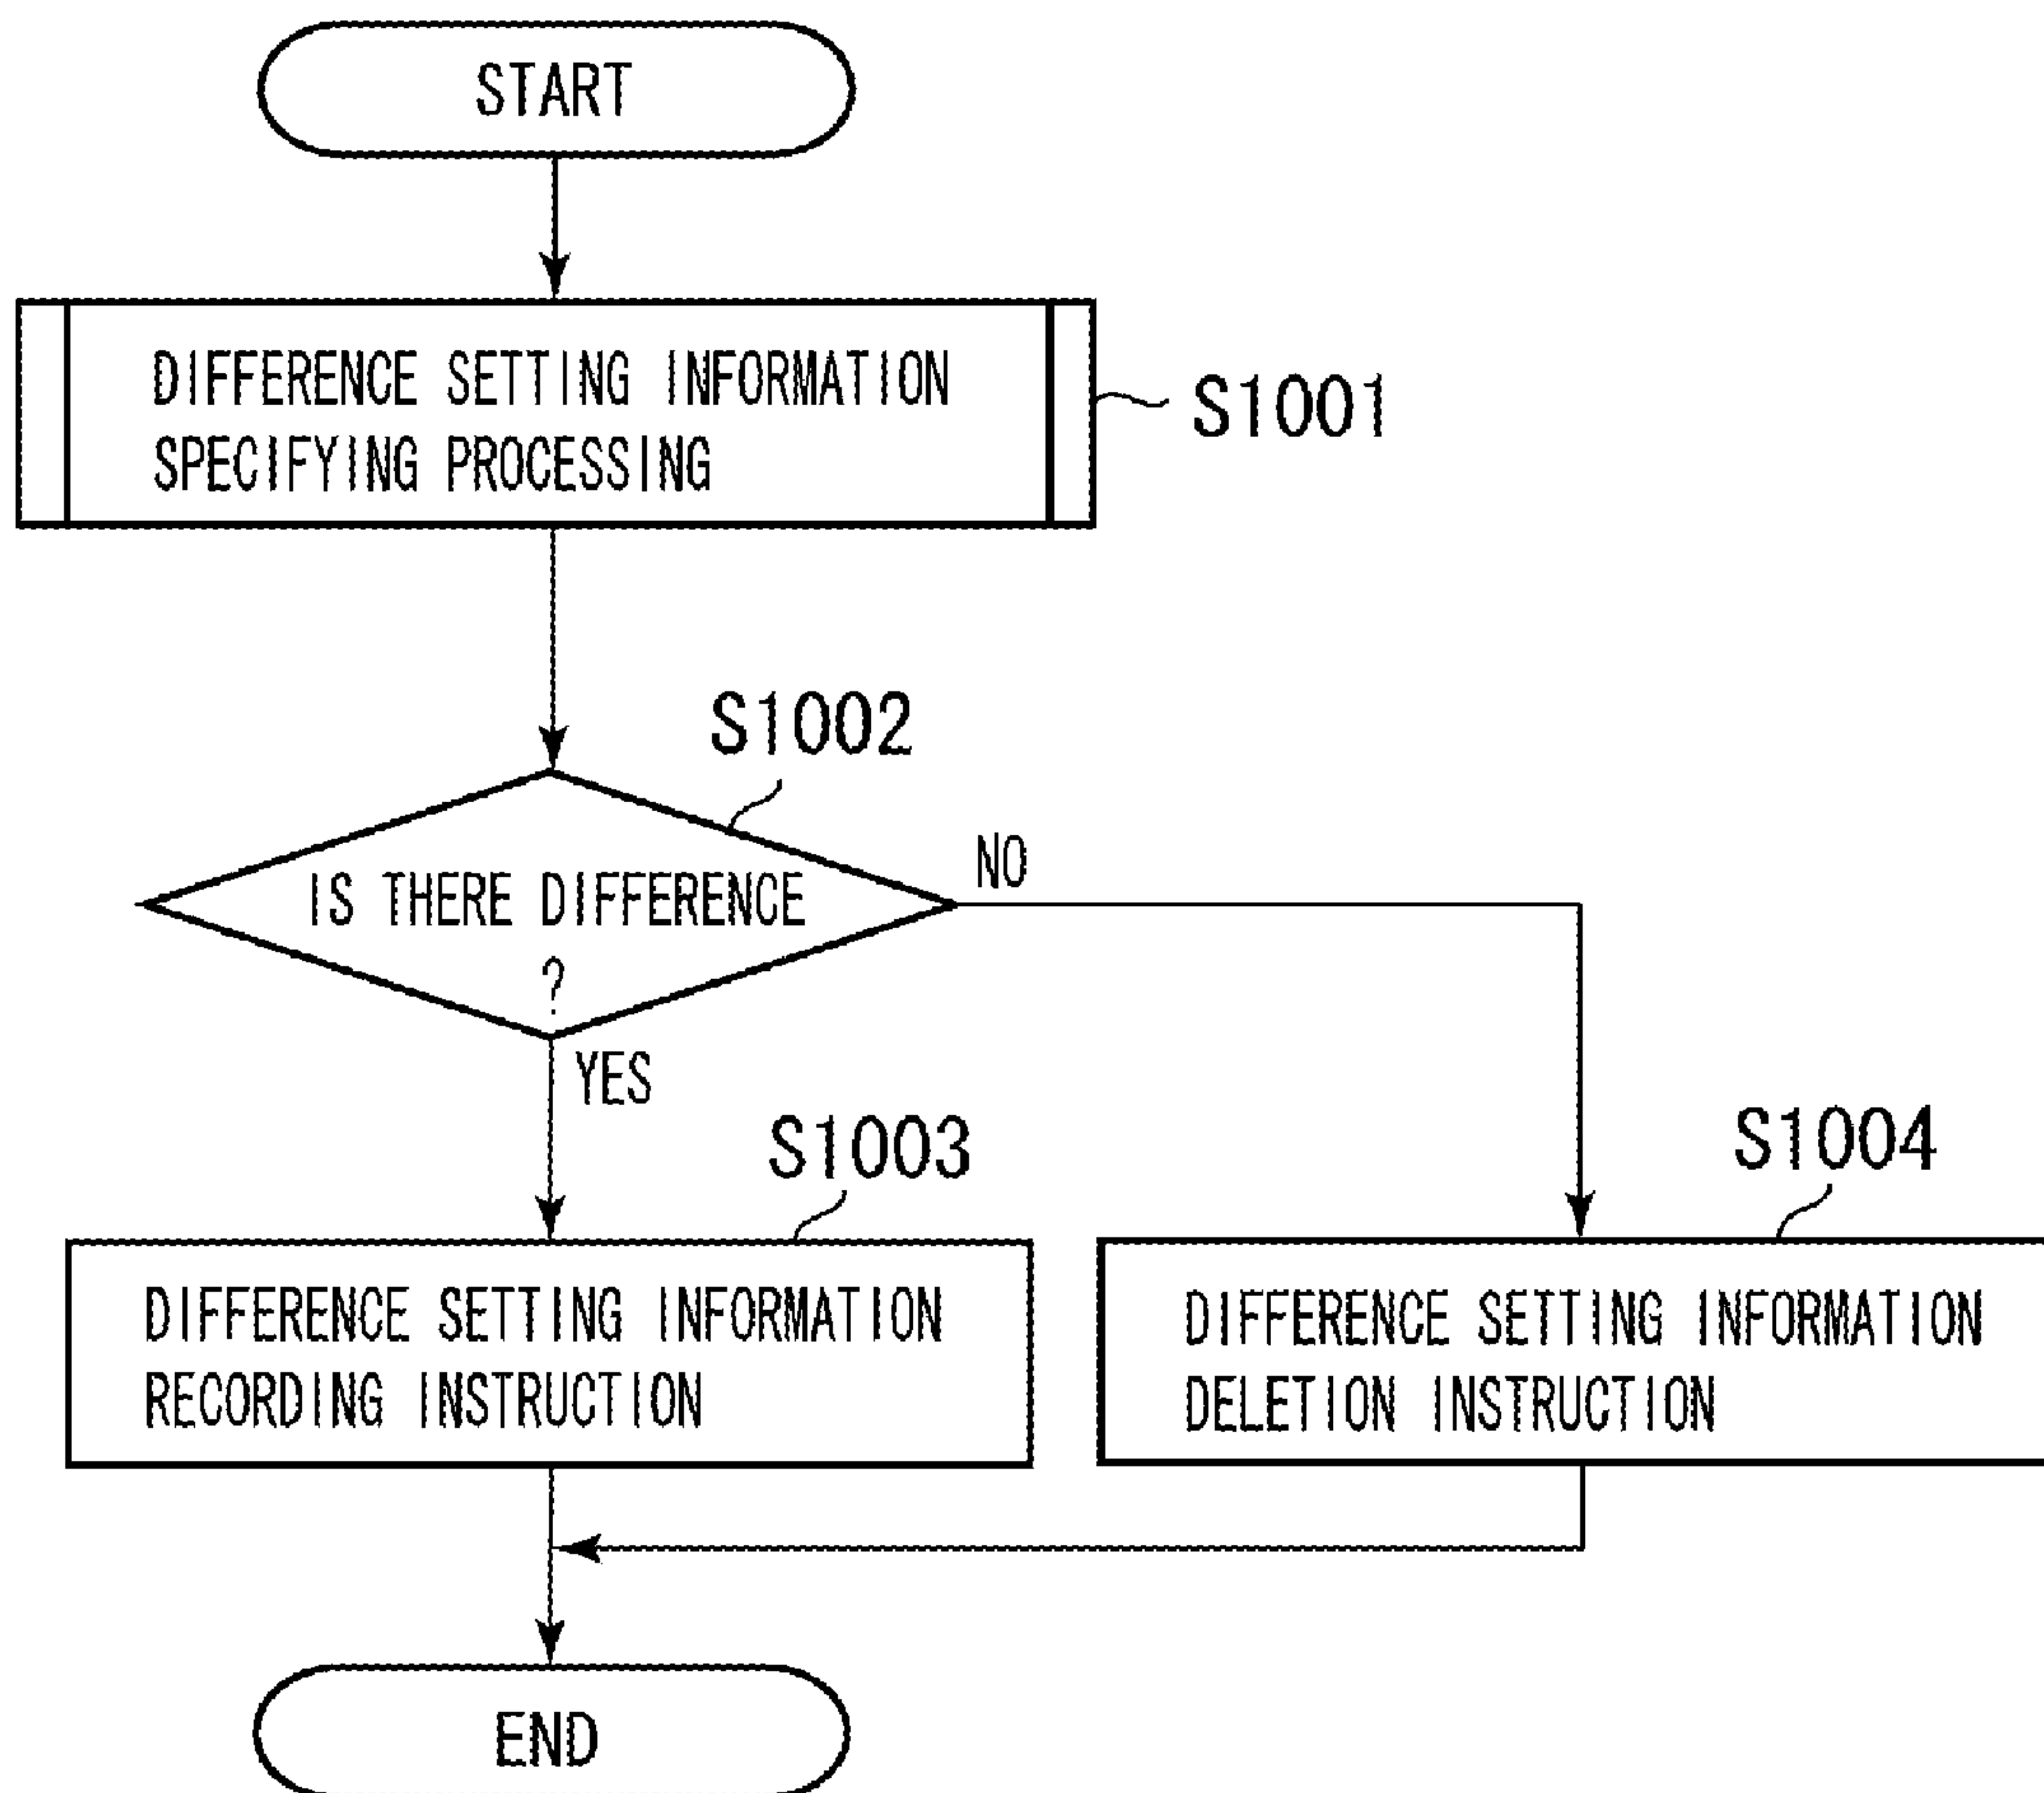 START
DIFFERENCE SETTING INFORMATION
SPECIFYING PROCESSING
S1001
S1002
IS THERE DIFFERENCE
?
NO
YES
S1003
DIFFERENCE SETTING INFORMATION
RECORDING INSTRUCTION
S1004
DIFFERENCE SETTING INFORMATION
DELETION INSTRUCTION
END